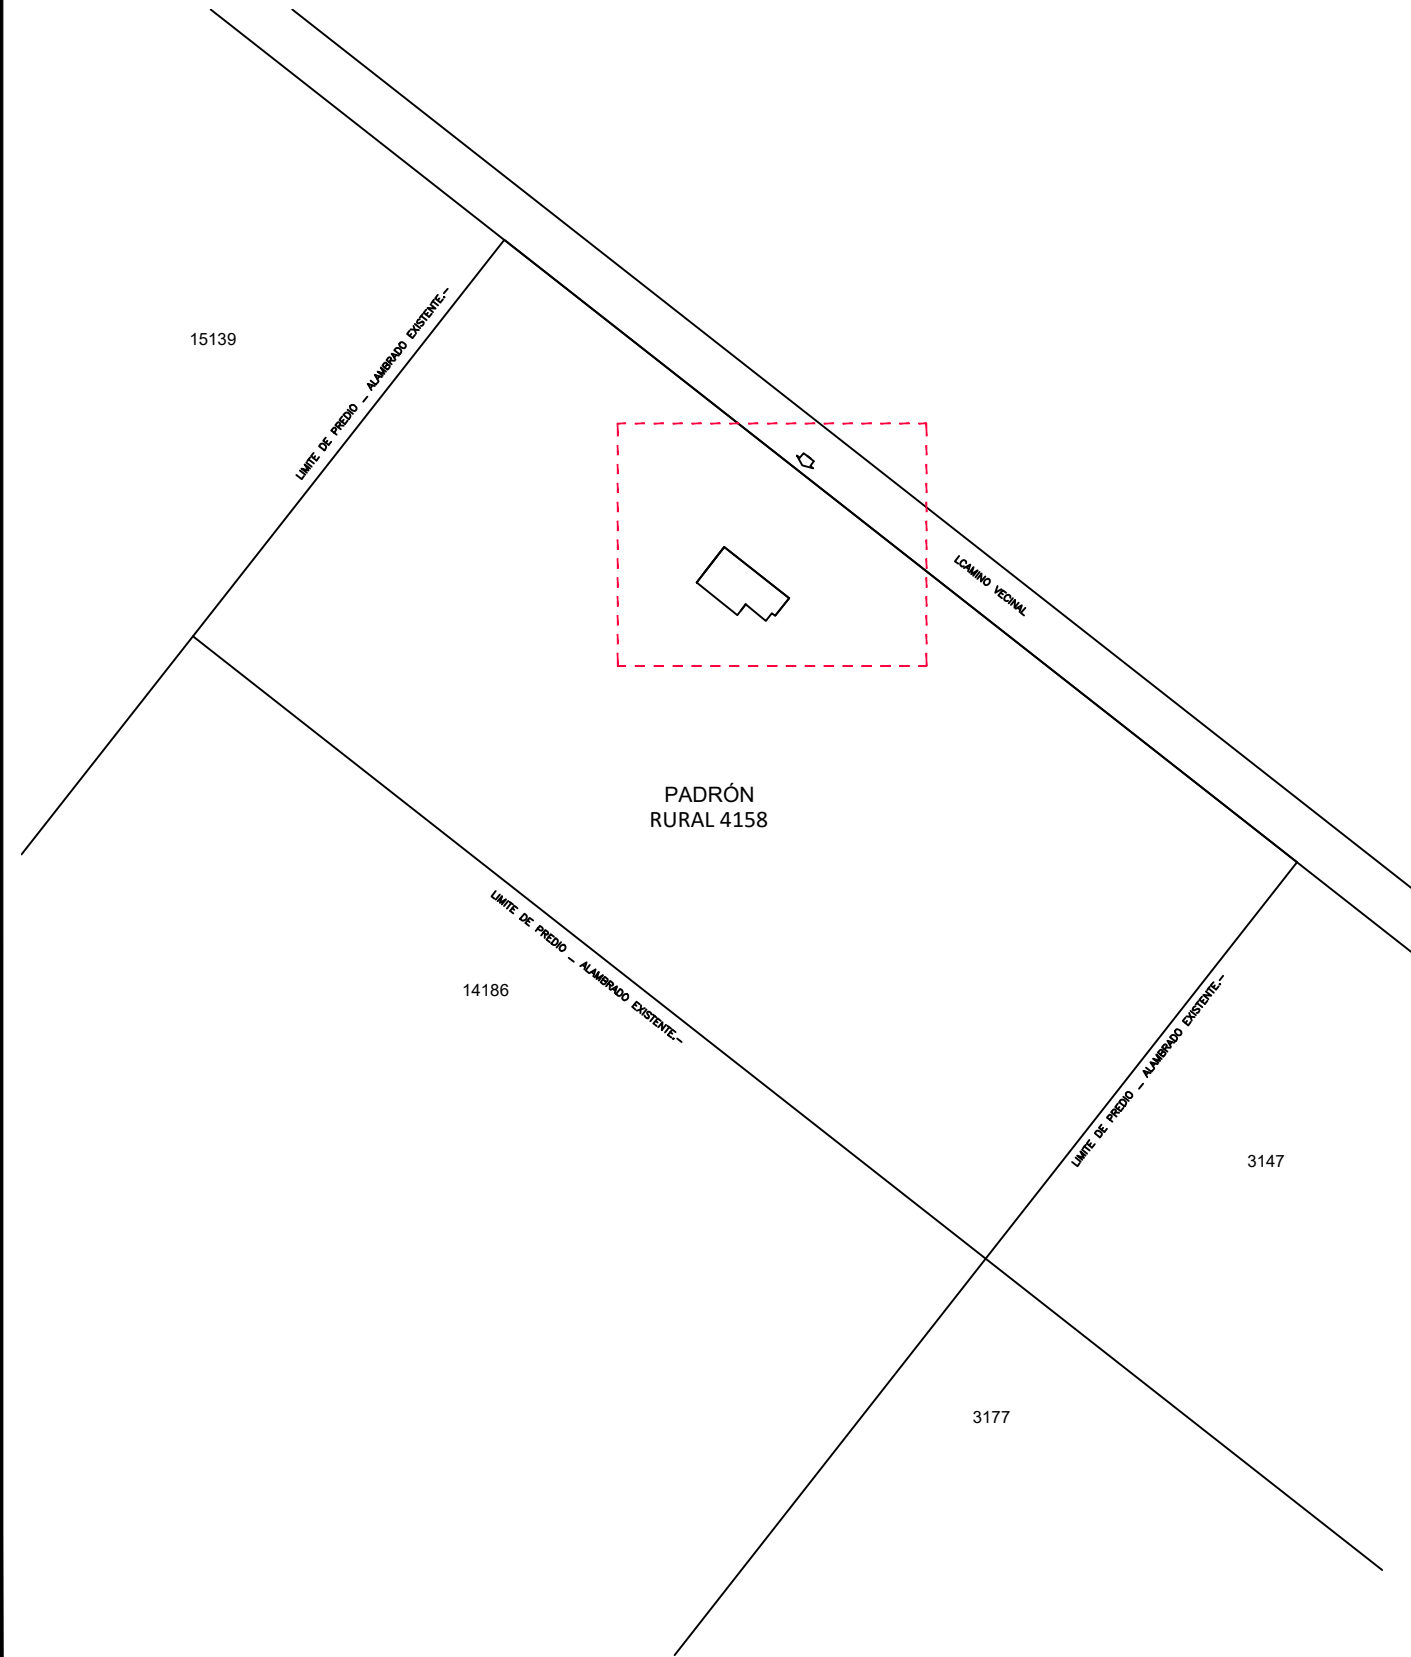 LIMITE DE PREDIO _ ALAMBRADO EXISTENTE.-
15139
LCAMINO VECINAL
PADRÓN
RURAL 4158
LIMITE DE PREDIO _ ALAMBRADO EXISTENTE.-
14186
LIMITE DE PREDIO _ ALAMBRADO EXISTENTE.-
3147
3177